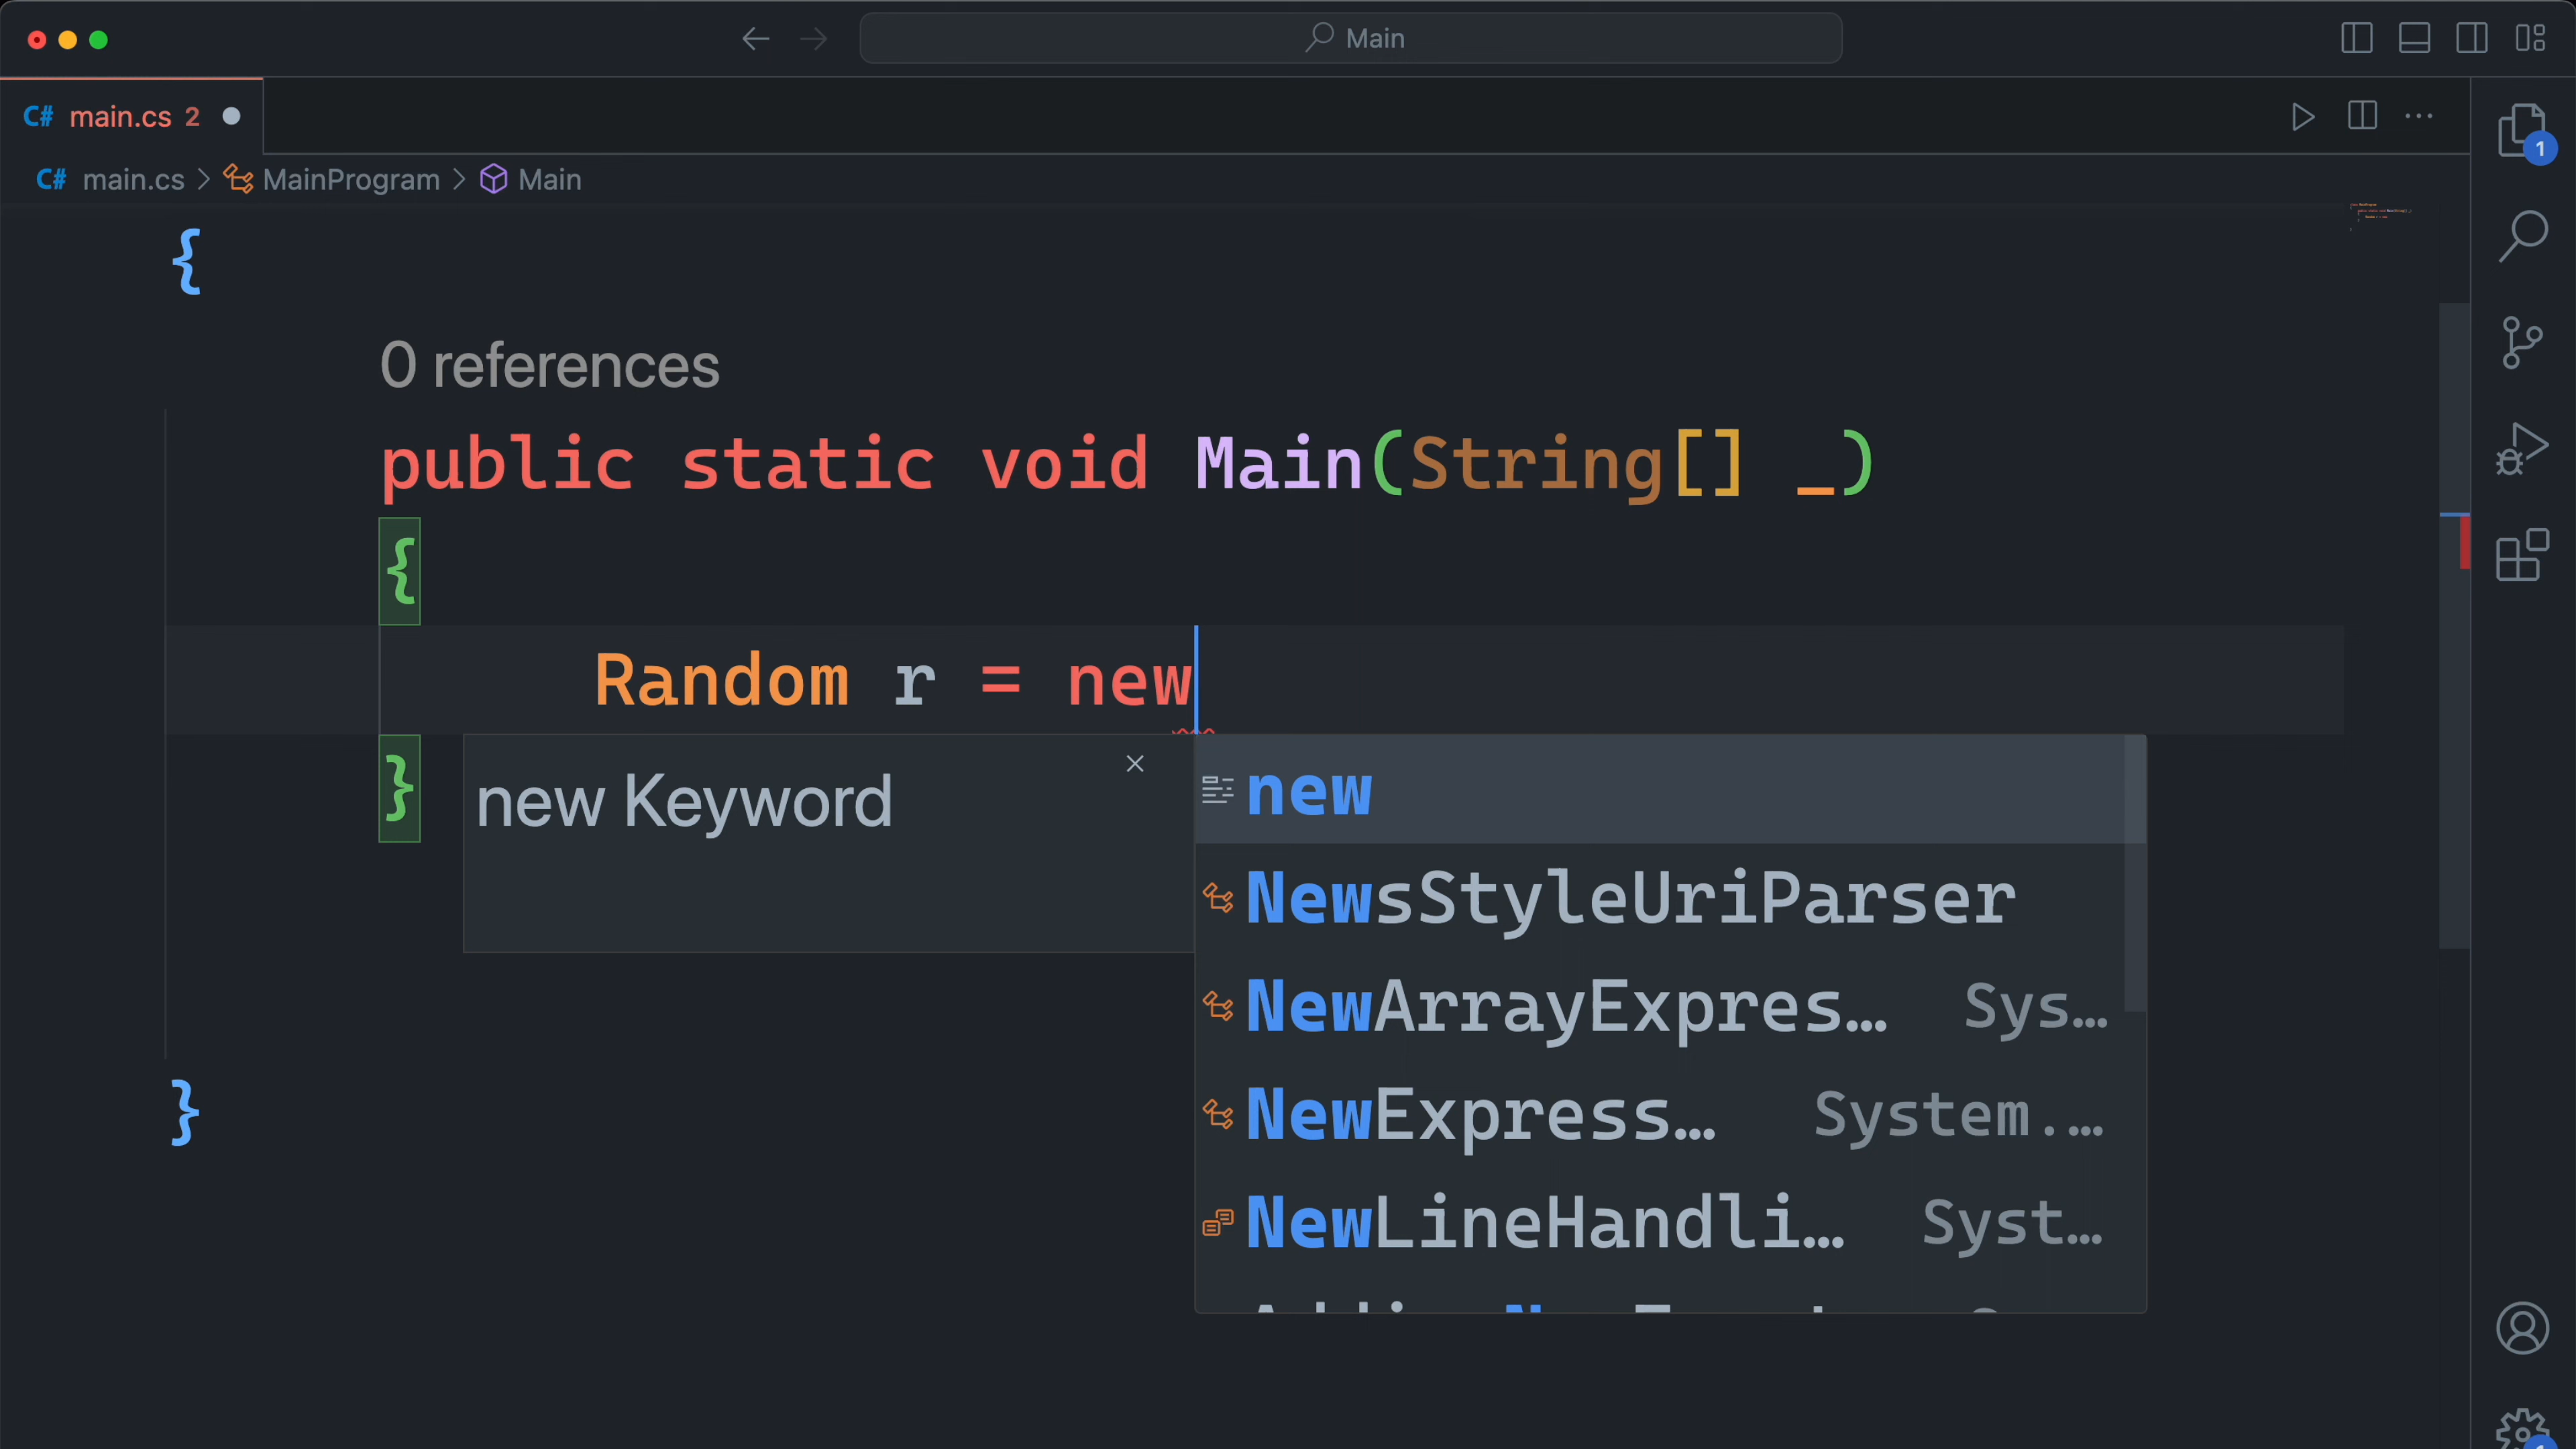 Main
C# main.cs 2
C# main.cs > MainProgram > Main
1
{
0 references
public static void Main(String[] _)
{
Random r = new
}
new Keyword
new
NewsStyleUriParser
NewArrayExpres… Sys…
NewExpress… System.…
NewLineHandli… Syst…
}